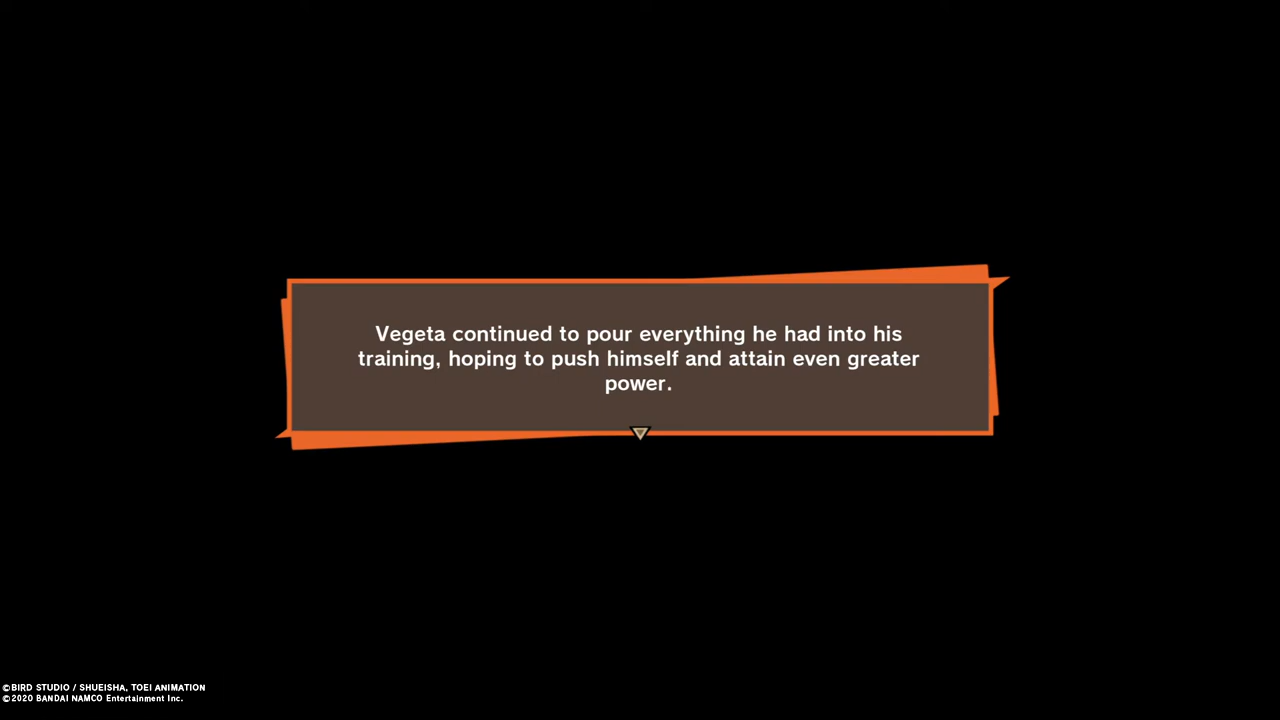 Vegeta continued to pour everything he had into his
training, hoping to push himself and attain even greater
power.
©BIRD STUDIO / SHUEISHA, TOEI ANIMATION
©2020 BANDAI NAMCO Entertainment Inc.